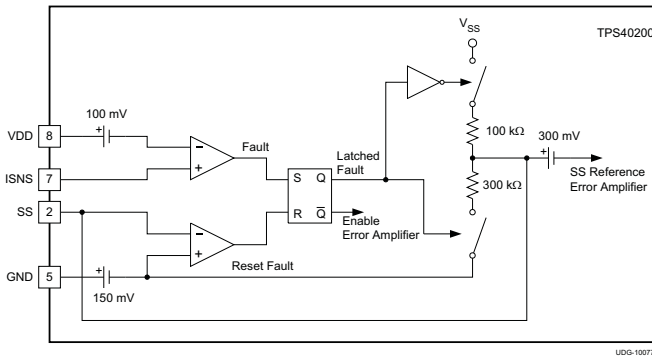 V_SS
TPS40200
100 mV
VDD 8
ISNS 7
SS 2
GND 5
150 mV
Fault
Reset Fault
S Q
R Q̅
Latched
Fault
Enable
Error Amplifier
100 kΩ
300 kΩ
300 mV
SS Reference
Error Amplifier
+
−
+
−
+
+
+
UDG-10077